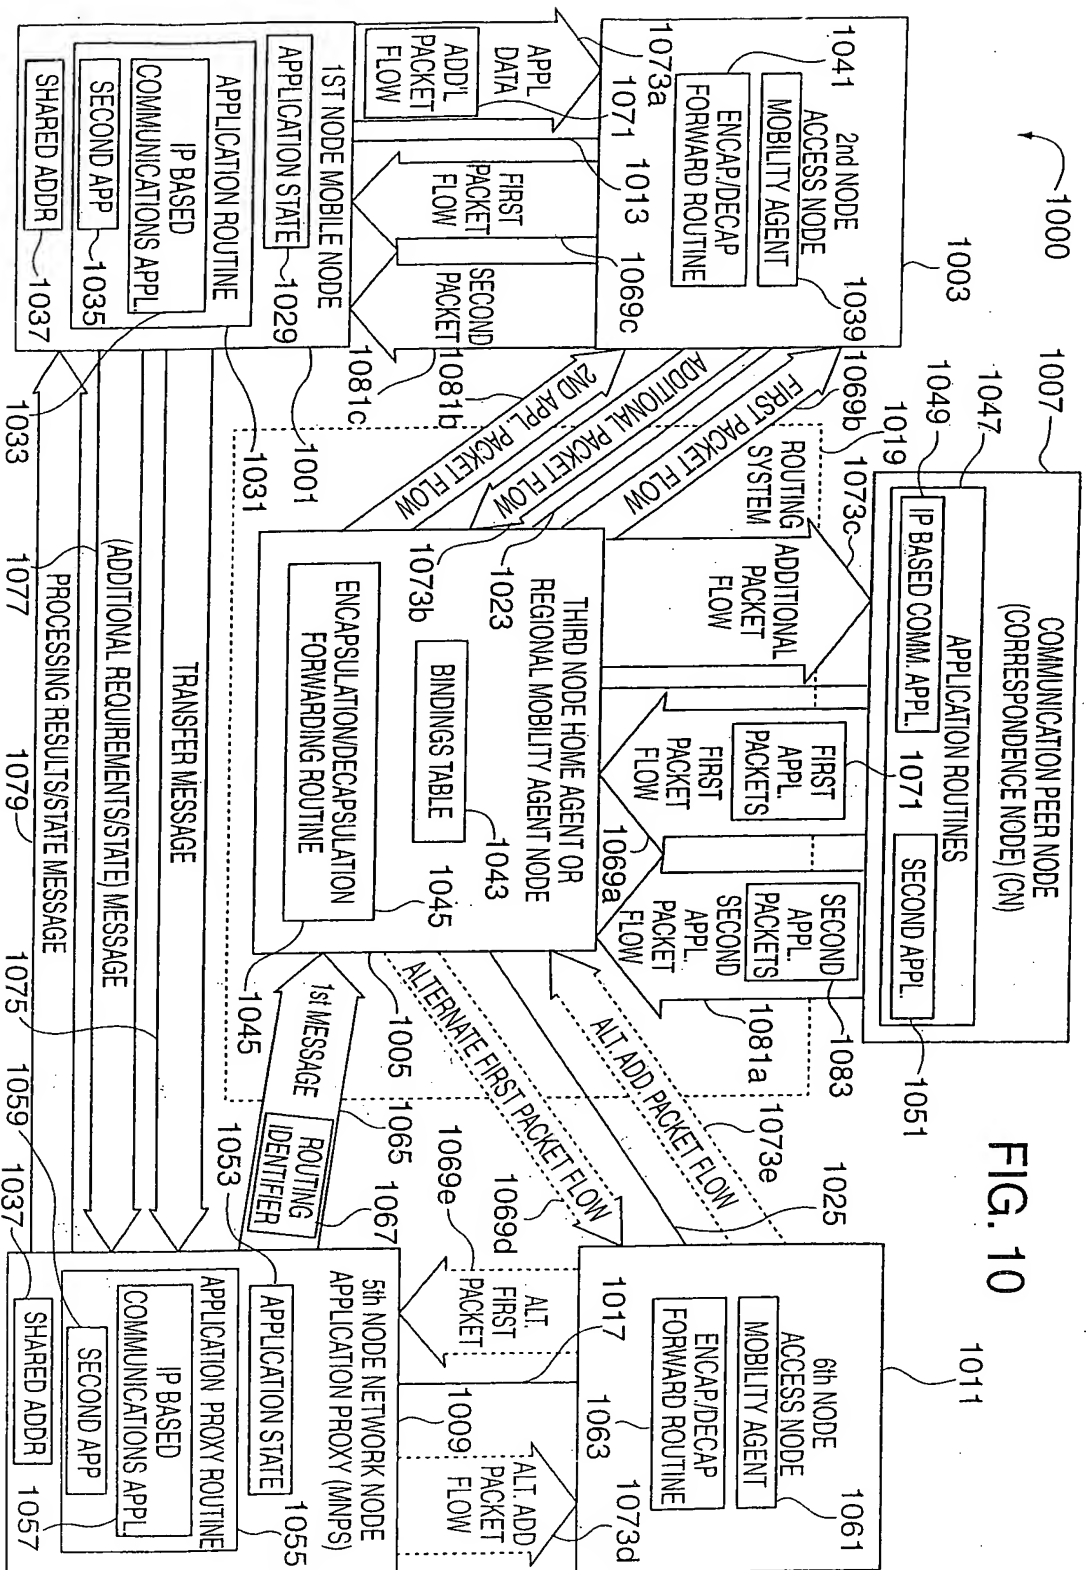 FIG. 10
1000
1003
2nd NODE
ACCESS NODE
MOBILITY AGENT
ENCAP/DECAP
FORWARD ROUTINE
1041
1039
1007
COMMUNICATION PEER NODE
(CORRESPONDENCE NODE) (CN)
APPLICATION ROUTINES
IP BASED COMM. APPL.
SECOND APPL.
1047
1049
1051
1011
6th NODE
ACCESS NODE
MOBILITY AGENT
ENCAP/DECAP
FORWARD ROUTINE
1061
1063
1073a
APPL
DATA
ADD'L
PACKET
FLOW
1071
1013
FIRST
PACKET
FLOW
1069c
SECOND
PACKET
1081c
1081b
2ND APPL. PACKET FLOW
ADDITIONAL PACKET FLOW
FIRST PACKET FLOW
1069b
1019
ROUTING
SYSTEM
1073c
ADDITIONAL
PACKET
FLOW
FIRST
APPL.
PACKETS
1071
FIRST
PACKET
FLOW
1069a
SECOND
APPL.
PACKETS
1083
SECOND
APPL.
PACKET
FLOW
1081a
1073b
1023
THIRD NODE HOME AGENT OR
REGIONAL MOBILITY AGENT NODE
BINDINGS TABLE
1043
ENCAPSULATION/DECAPSULATION
FORWARDING ROUTINE
1045
1045
1005
ALT ADD PACKET FLOW
1073e
1025
ALTERNATE FIRST PACKET FLOW
1069d
1069e
ALT.
FIRST
PACKET
1017
ALT. ADD
PACKET
FLOW
1073d
1st MESSAGE
ROUTING
IDENTIFIER
1065
1067
1ST NODE MOBILE NODE
APPLICATION STATE
APPLICATION ROUTINE
IP BASED
COMMUNICATIONS APPL.
SECOND APP
SHARED ADDR
1001
1029
1031
1033
1035
1037
TRANSFER MESSAGE
(ADDITIONAL REQUIREMENTS/STATE) MESSAGE
PROCESSING RESULTS/STATE MESSAGE
1075
1077
1079
5th NODE NETWORK NODE
APPLICATION PROXY (MNPS)
APPLICATION STATE
APPLICATION PROXY ROUTINE
IP BASED
COMMUNICATIONS APPL.
SECOND APP
SHARED ADDR
1009
1053
1055
1057
1059
1037